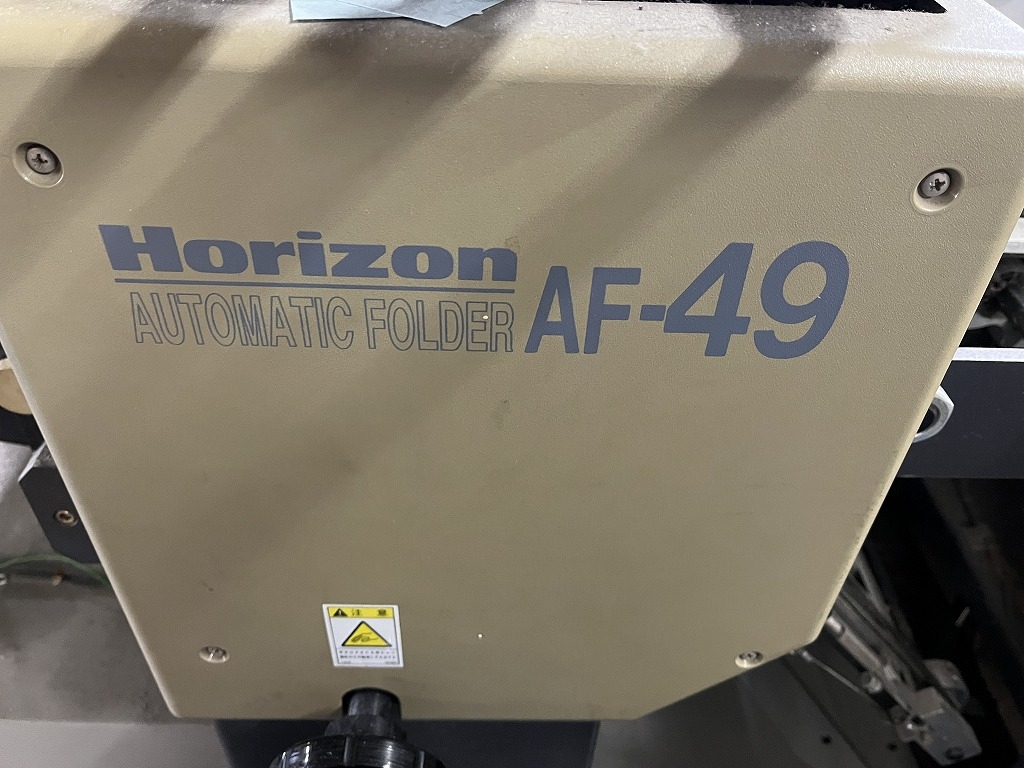 Horizon
AUTOMATIC FOLDER AF-49
注意